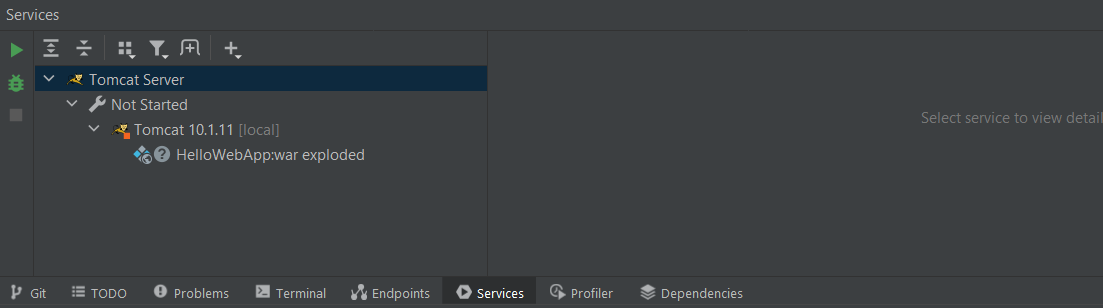 Services
Tomcat Server
Not Started
Tomcat 10.1.11 [local]
HelloWebApp:war exploded
Select service to view detai
Git TODO Problems Terminal Endpoints Services Profiler Dependencies